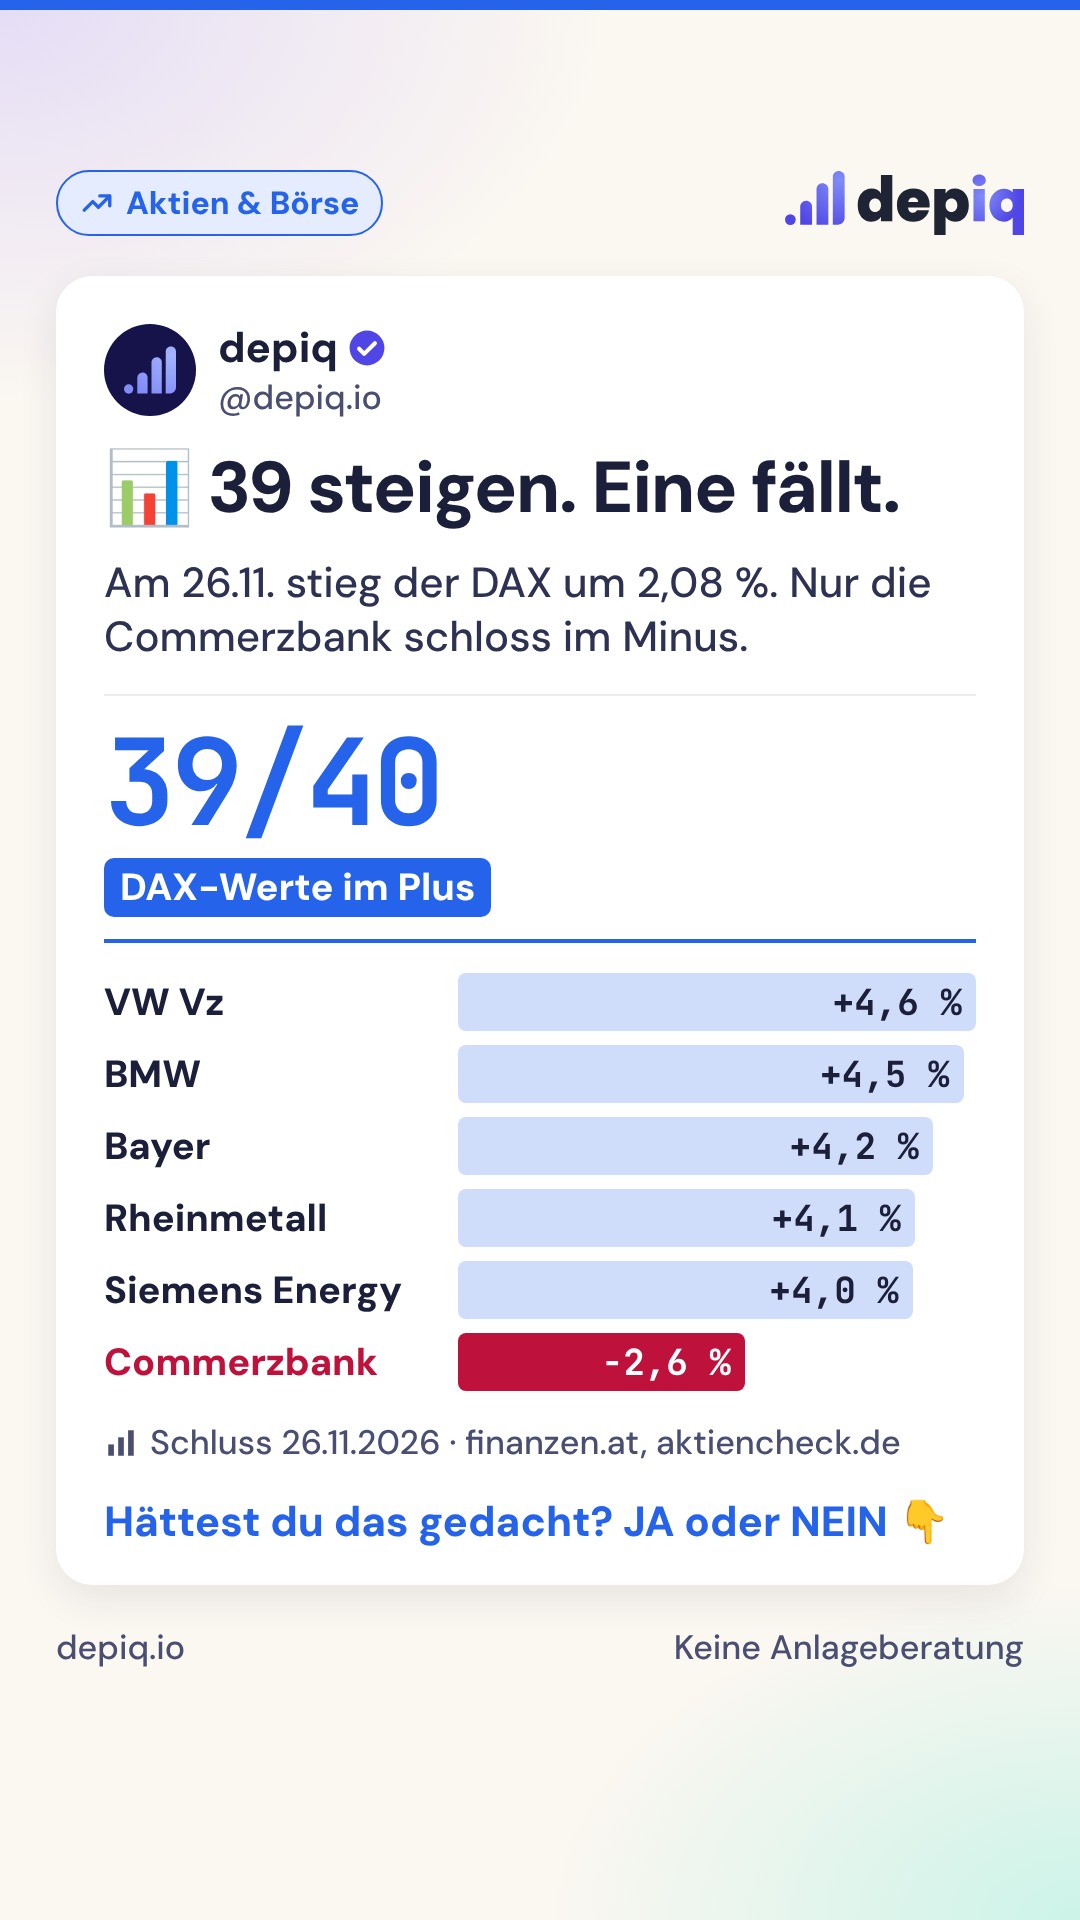 Aktien & Börse
depiq
depiq
@depiq.io
📊 39 steigen. Eine fällt.
Am 26.11. stieg der DAX um 2,08 %. Nur die
Commerzbank schloss im Minus.
39/40
DAX-Werte im Plus
VW Vz +4,6 %
BMW +4,5 %
Bayer +4,2 %
Rheinmetall +4,1 %
Siemens Energy +4,0 %
Commerzbank -2,6 %
Schluss 26.11.2026 · finanzen.at, aktiencheck.de
Hättest du das gedacht? JA oder NEIN 👇
depiq.io Keine Anlageberatung